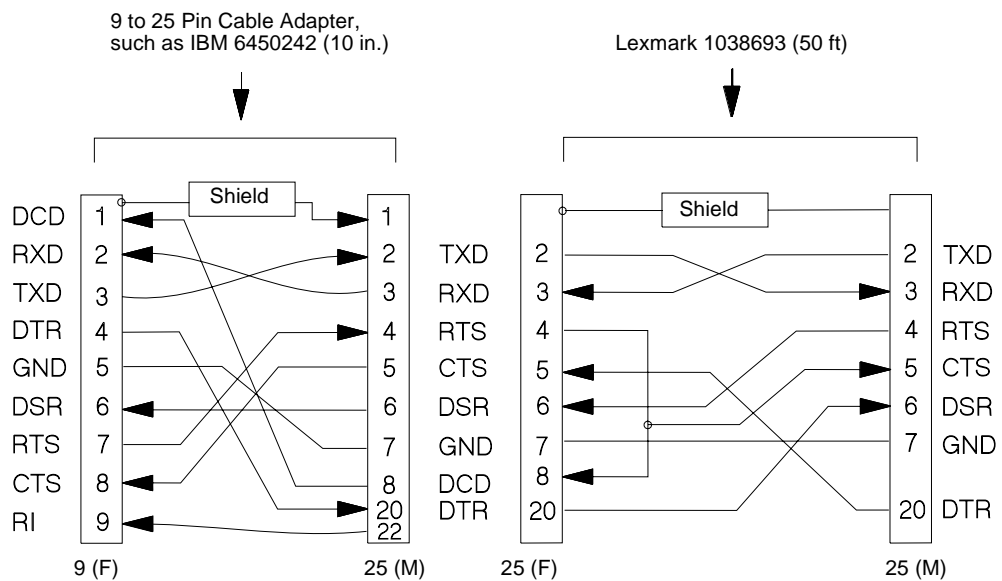 9 to 25 Pin Cable Adapter,
such as IBM 6450242 (10 in.)
Lexmark 1038693 (50 ft)
Shield
DCD 1 1
RXD 2 2
TXD 3 3
DTR 4 4
GND 5 5
DSR 6 6
RTS 7 7
CTS 8 8
20
RI 9 22
9 (F) 25 (M)
Shield
TXD 2 2 TXD
RXD 3 3 RXD
RTS 4 4 RTS
CTS 5 5 CTS
DSR 6 6 DSR
GND 7 7 GND
DCD 8
DTR 20 20 DTR
25 (F) 25 (M)